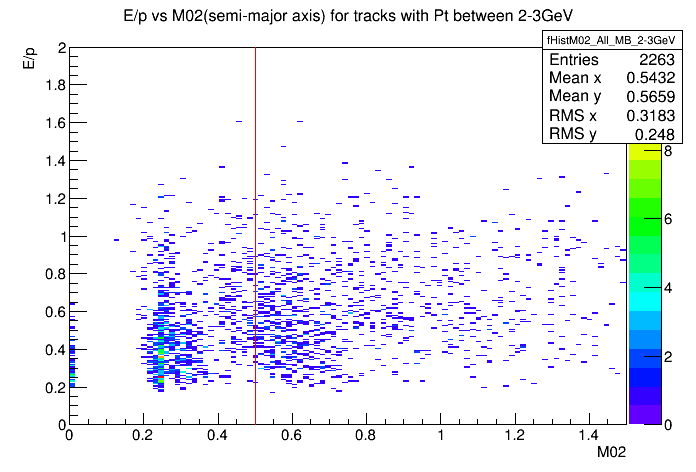 E/p vs M02(semi-major axis) for tracks with Pt between 2-3GeV
fHistM02_All_MB_2-3GeV
Entries 2263
Mean x 0.5432
Mean y 0.5659
RMS x 0.3183
RMS y 0.248
E/p
2
1.8
1.6
1.4
1.2
1
0.8
0.6
0.4
0.2
0
0 0.2 0.4 0.6 0.8 1 1.2 1.4
M02
8
6
4
2
0